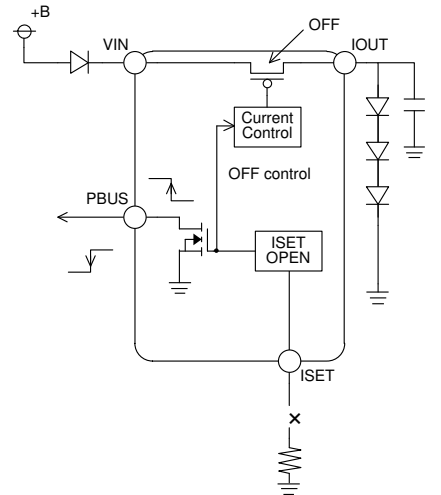 +B
VIN
OFF
IOUT
Current
Control
OFF control
PBUS
ISET
OPEN
ISET